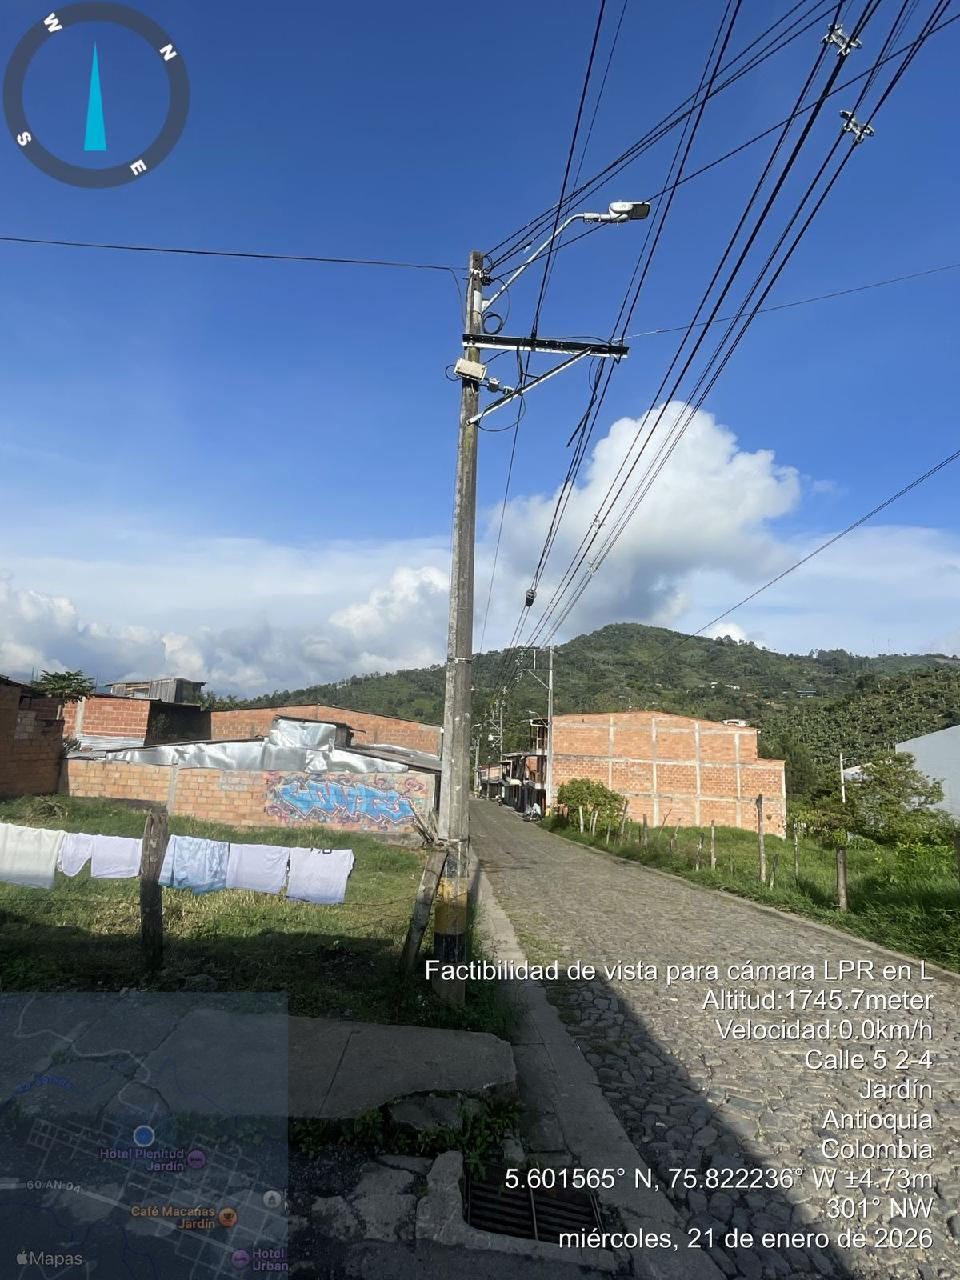 W
N
S
E
Factibilidad de vista para cámara LPR en L
Altitud:1745.7meter
Velocidad:0.0km/h
Calle 5 2-4
Jardín
Antioquia
Colombia
5.601565° N, 75.822236° W ±4.73m
301° NW
miércoles, 21 de enero de 2026
Hotel Plenitud
Jardín
Café Macanas
Jardín
Hotel
Urban
Mapas